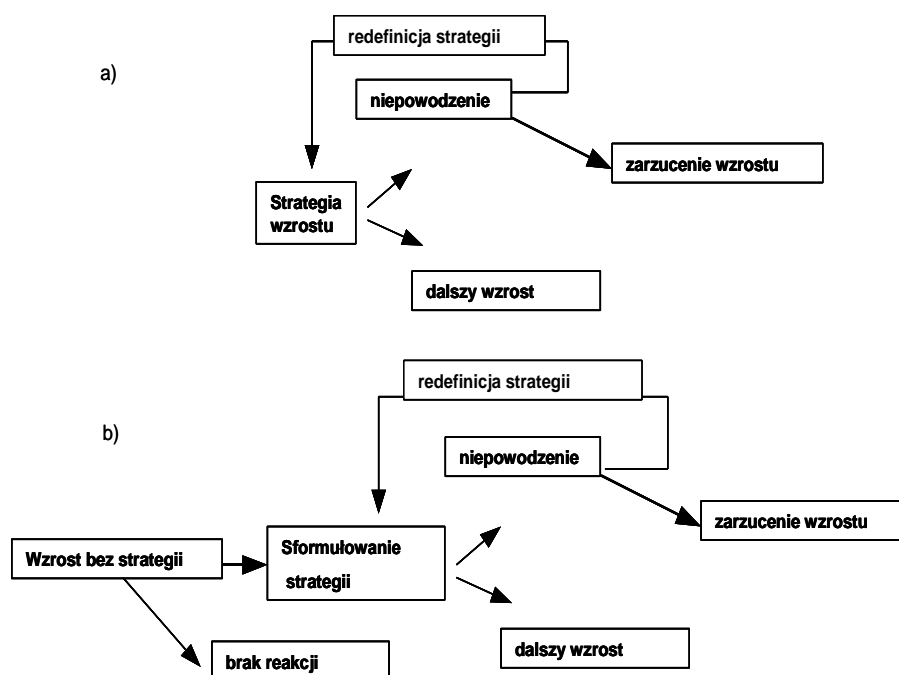 redefinicja strategii
a)
niepowodzenie
zarzucenie wzrostu
Strategia
wzrostu
dalszy wzrost
redefinicja strategii
b)
niepowodzenie
zarzucenie wzrostu
Sformułowanie
Wzrost bez strategii
strategii
dalszy wzrost
brak reakcji